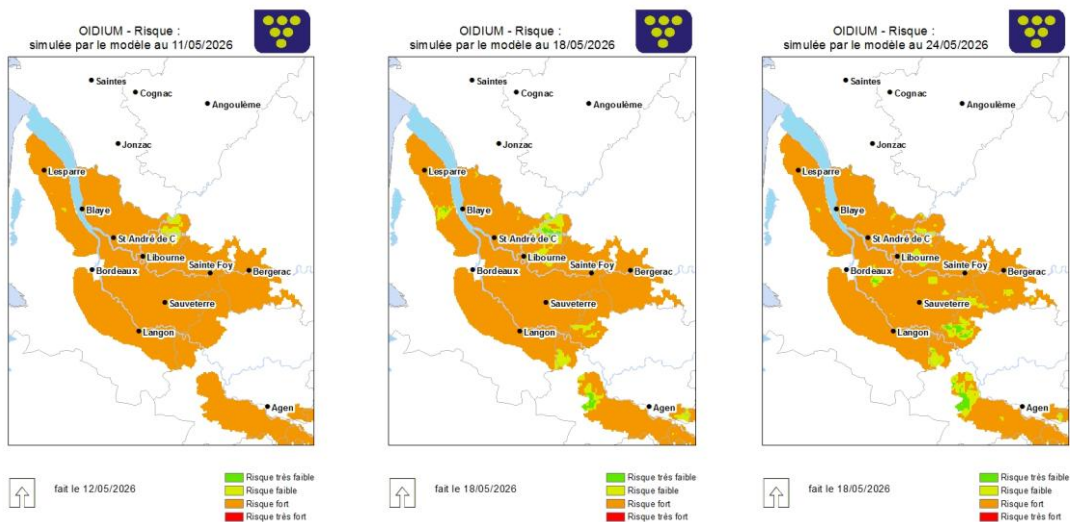 OIDIUM - Risque :
simulée par le modèle au 11/05/2026
Saintes
Cognac
Angoulême
Jonzac
Lesparre
Blaye
St André de C
Libourne
Sainte Foy
Bordeaux
Bergerac
Sauveterre
Langon
Agen
fait le 12/05/2026
Risque très faible
Risque faible
Risque fort
Risque très fort
OIDIUM - Risque :
simulée par le modèle au 18/05/2026
Saintes
Cognac
Angoulême
Jonzac
Lesparre
Blaye
St André de C
Libourne
Sainte Foy
Bordeaux
Bergerac
Sauveterre
Langon
Agen
fait le 18/05/2026
Risque très faible
Risque faible
Risque fort
Risque très fort
OIDIUM - Risque :
simulée par le modèle au 24/05/2026
Saintes
Cognac
Angoulême
Jonzac
Lesparre
Blaye
St André de C
Libourne
Sainte Foy
Bordeaux
Bergerac
Sauveterre
Langon
Agen
fait le 18/05/2026
Risque très faible
Risque faible
Risque fort
Risque très fort